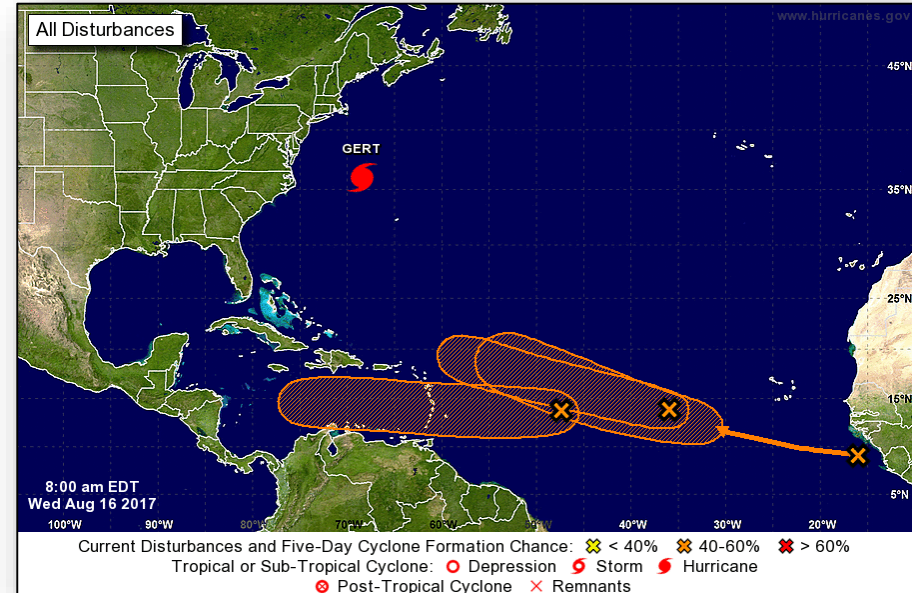 All Disturbances
www.hurricanes.gov
45°N
GERT
35°N
25°N
15°N
8:00 am EDT
Wed Aug 16 2017
5°N
100°W 90°W 80°W 70°W 60°W 50°W 40°W 30°W 20°W
Current Disturbances and Five-Day Cyclone Formation Chance: < 40% 40-60% > 60%
Tropical or Sub-Tropical Cyclone: Depression Storm Hurricane
Post-Tropical Cyclone Remnants